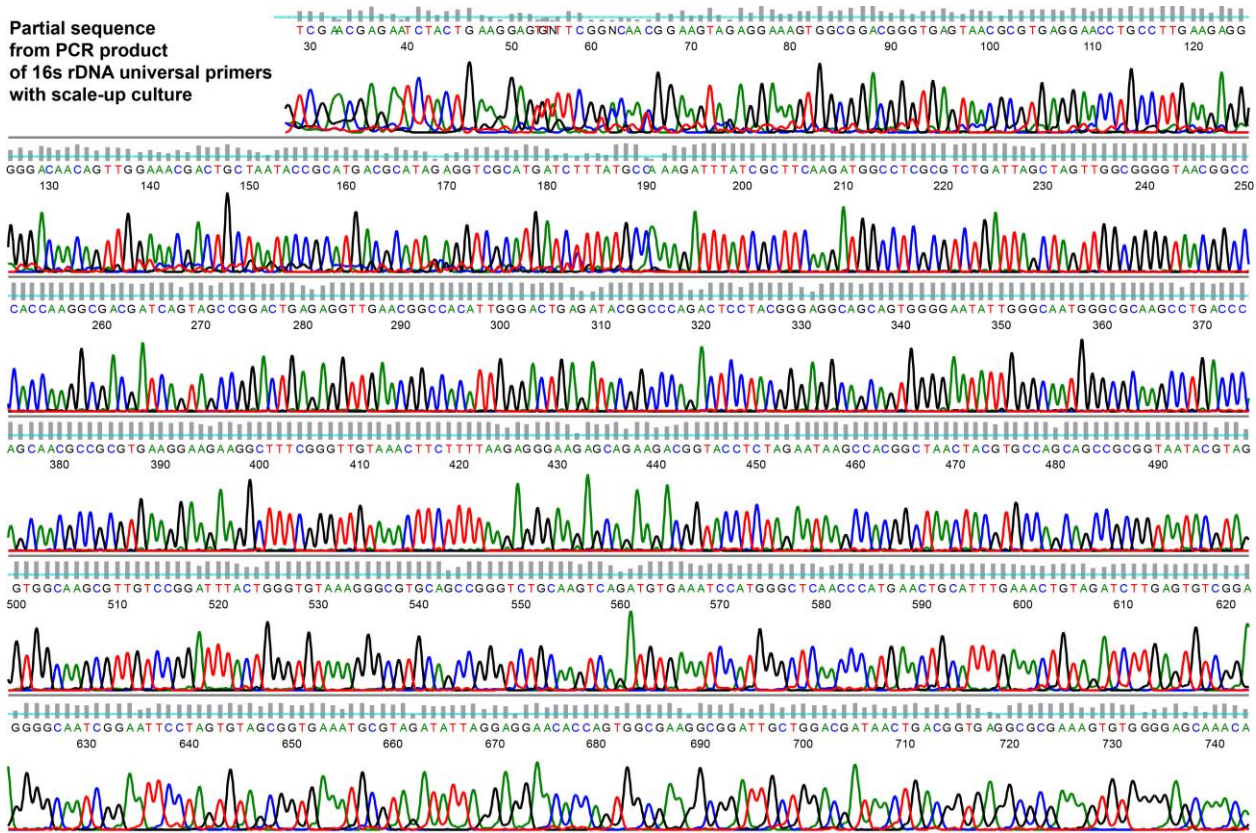 Partial sequence
from PCR product
of 16s rDNA universal primers
with scale-up culture
TCGAACGAGAATCTACTGAAGGAGTGNTTCGGNCAACGGAAGTAGAGGAAAGTGGCGGACGGGTGAGTAACGCGTGAGGAACCTGCCTTGAAGAGG
30 40 50 60 70 80 90 100 110 120
GGGACAACAGTTGGAAACGACTGCTAATACCGCATGACGCATAGAGGTCGCATGATCTTTATGCCAAAGATTTATCGCTTCAAGATGGCCTCGCGTCTGATTAGCTAGTTGGCGGGGTAACGGCC
130 140 150 160 170 180 190 200 210 220 230 240 250
CACCAAGGCGACGATCAGTAGCCGGACTGAGAGGTTGAACGGCCACATTGGGACTGAGATACGGCCCAGACTCCTACGGGAGGCAGCAGTGGGGAATATTGGGCAATGGGCGCAAGCCTGACCC
260 270 280 290 300 310 320 330 340 350 360 370
AGCAACGCCGCGTGAAGGAAGAAGGCTTTCGGGTTGTAAACTTCTTTTAAGAGGGAAGAGCAGAAGACGGTACCTCTAGAATAAGCCACGGCTAACTACGTGCCAGCAGCCGCGGTAATACGTAG
380 390 400 410 420 430 440 450 460 470 480 490
GTGGCAAGCGTTGTCCGGATTTACTGGGTGTAAAGGGCGTGCAGCCGGGTCTGCAAGTCAGATGTGAAATCCATGGGCTCAACCCATGAACTGCATTTGAAACTGTAGATCTTGAGTGTCGGA
500 510 520 530 540 550 560 570 580 590 600 610 620
GGGGCAATCGGAATTCCTAGTGTAGCGGTGAAATGCGTAGATATTAGGAGGAACACCAGTGGCGAAGGCGGATTGCTGGACGATAACTGACGGTGAGGCGCGAAAGTGTGGGGAGCAAACA
630 640 650 660 670 680 690 700 710 720 730 740